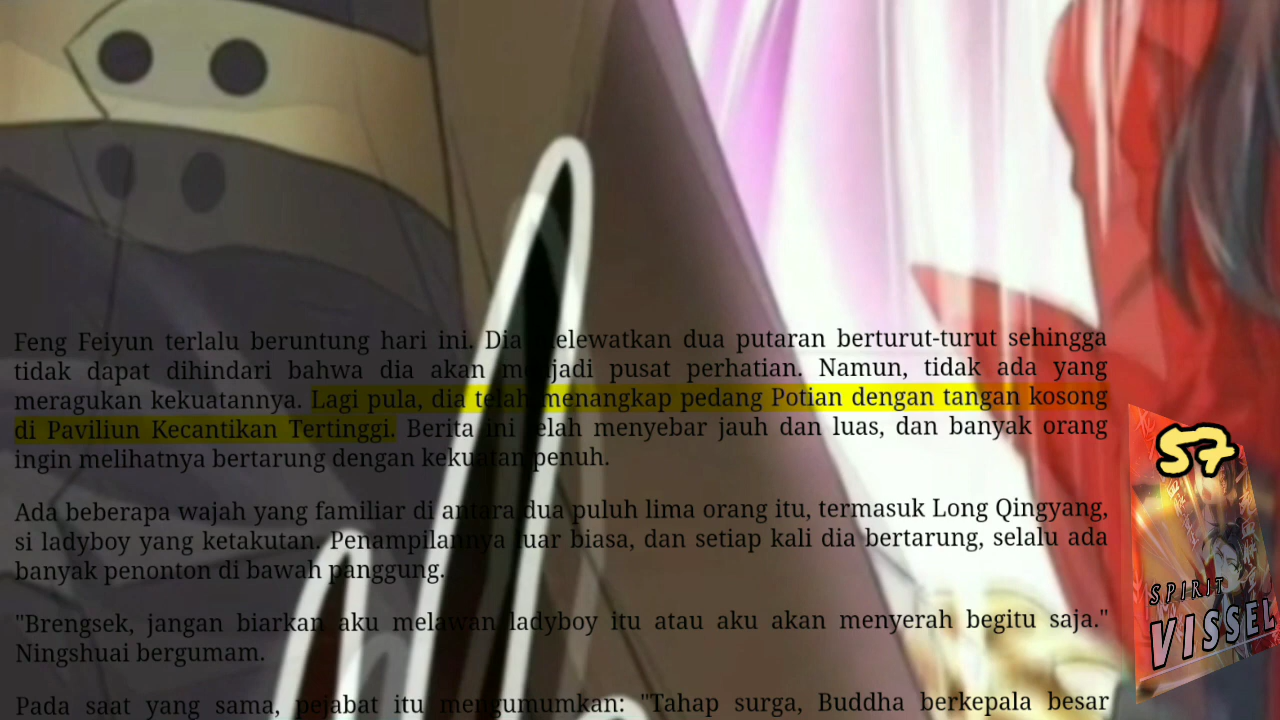 Feng Feiyun terlalu beruntung hari ini. Dia melewatkan dua putaran berturut-turut sehingga
tidak dapat dihindari bahwa dia akan menjadi pusat perhatian. Namun, tidak ada yang
meragukan kekuatannya. Lagi pula, dia telah menangkap pedang Potian dengan tangan kosong
di Paviliun Kecantikan Tertinggi. Berita ini telah menyebar jauh dan luas, dan banyak orang
ingin melihatnya bertarung dengan kekuatan penuh.
Ada beberapa wajah yang familiar di antara dua puluh lima orang itu, termasuk Long Qingyang,
si ladyboy yang ketakutan. Penampilannya luar biasa, dan setiap kali dia bertarung, selalu ada
banyak penonton di bawah panggung.
"Brengsek, jangan biarkan aku melawan ladyboy itu atau aku akan menyerah begitu saja."
Ningshuai bergumam.
Pada saat yang sama, pejabat itu mengumumkan: "Tahap surga, Buddha berkepala besar
57
SPIRIT
VISSEL